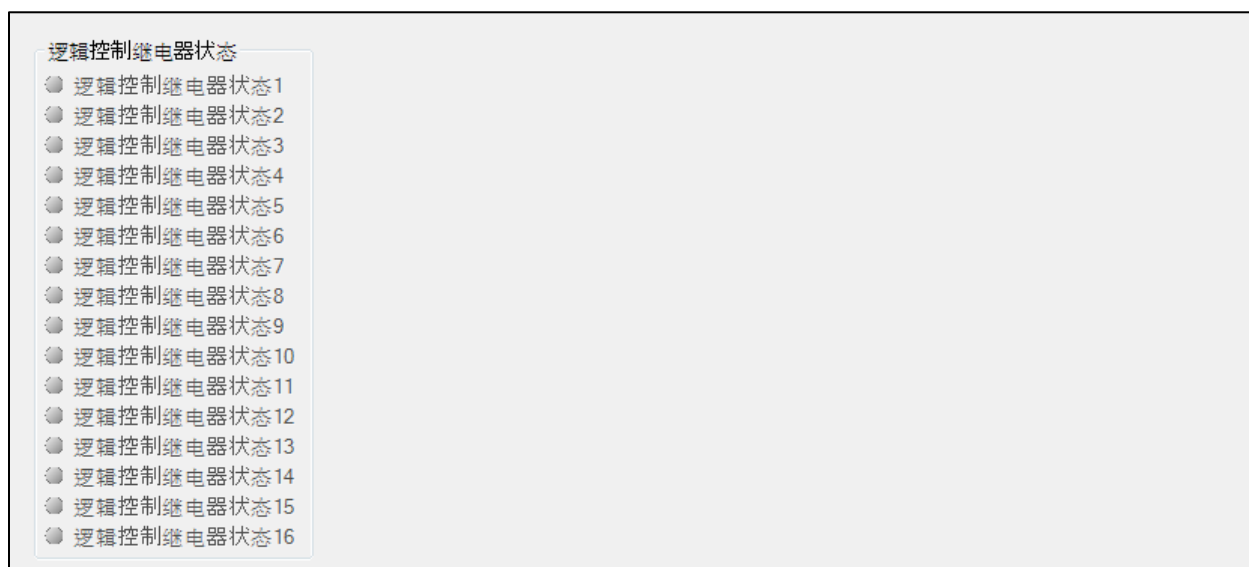 逻辑控制继电器状态
逻辑控制继电器状态1
逻辑控制继电器状态2
逻辑控制继电器状态3
逻辑控制继电器状态4
逻辑控制继电器状态5
逻辑控制继电器状态6
逻辑控制继电器状态7
逻辑控制继电器状态8
逻辑控制继电器状态9
逻辑控制继电器状态10
逻辑控制继电器状态11
逻辑控制继电器状态12
逻辑控制继电器状态13
逻辑控制继电器状态14
逻辑控制继电器状态15
逻辑控制继电器状态16